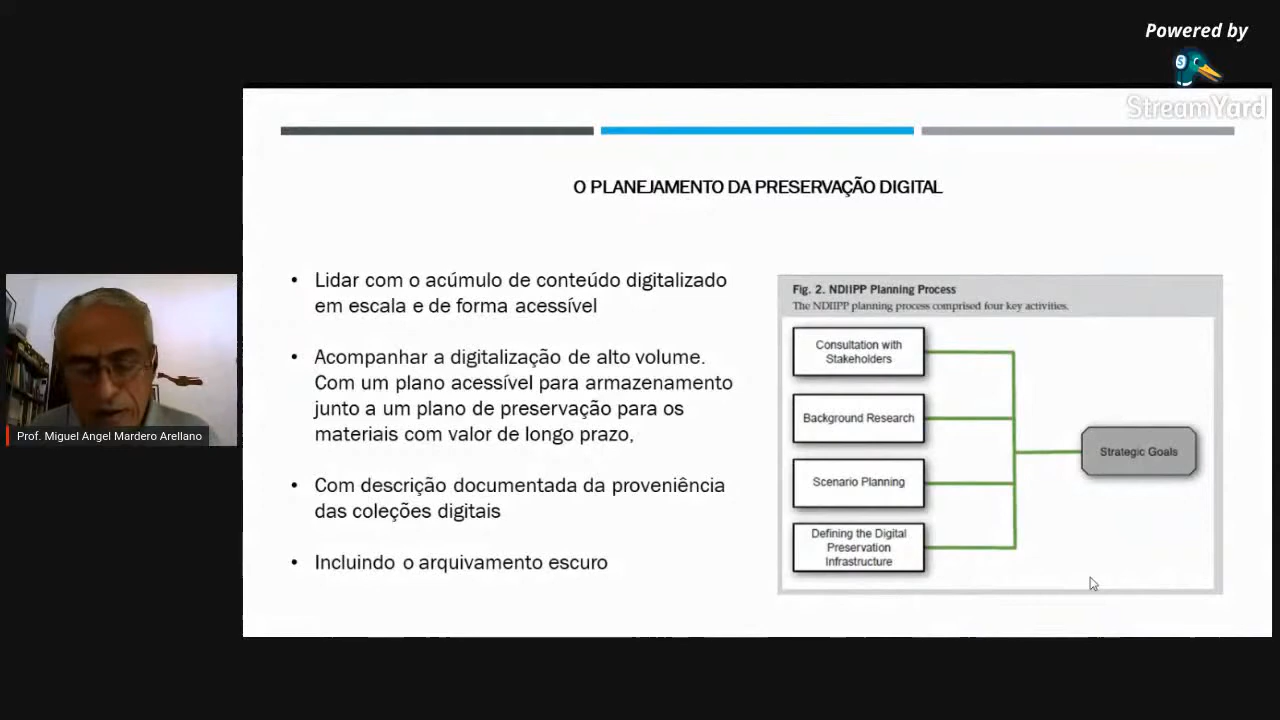 Powered by
StreamYard
O PLANEJAMENTO DA PRESERVAÇÃO DIGITAL
• Lidar com o acúmulo de conteúdo digitalizado
em escala e de forma acessível
• Acompanhar a digitalização de alto volume.
Com um plano acessível para armazenamento
junto a um plano de preservação para os
materiais com valor de longo prazo,
• Com descrição documentada da proveniência
das coleções digitais
• Incluindo o arquivamento escuro
Fig. 2. NDIIPP Planning Process
The NDIIPP planning process comprised four key activities.
Consultation with
Stakeholders
Background Research
Scenario Planning
Defining the Digital
Preservation
Infrastructure
Strategic Goals
Prof. Miguel Angel Mardero Arellano